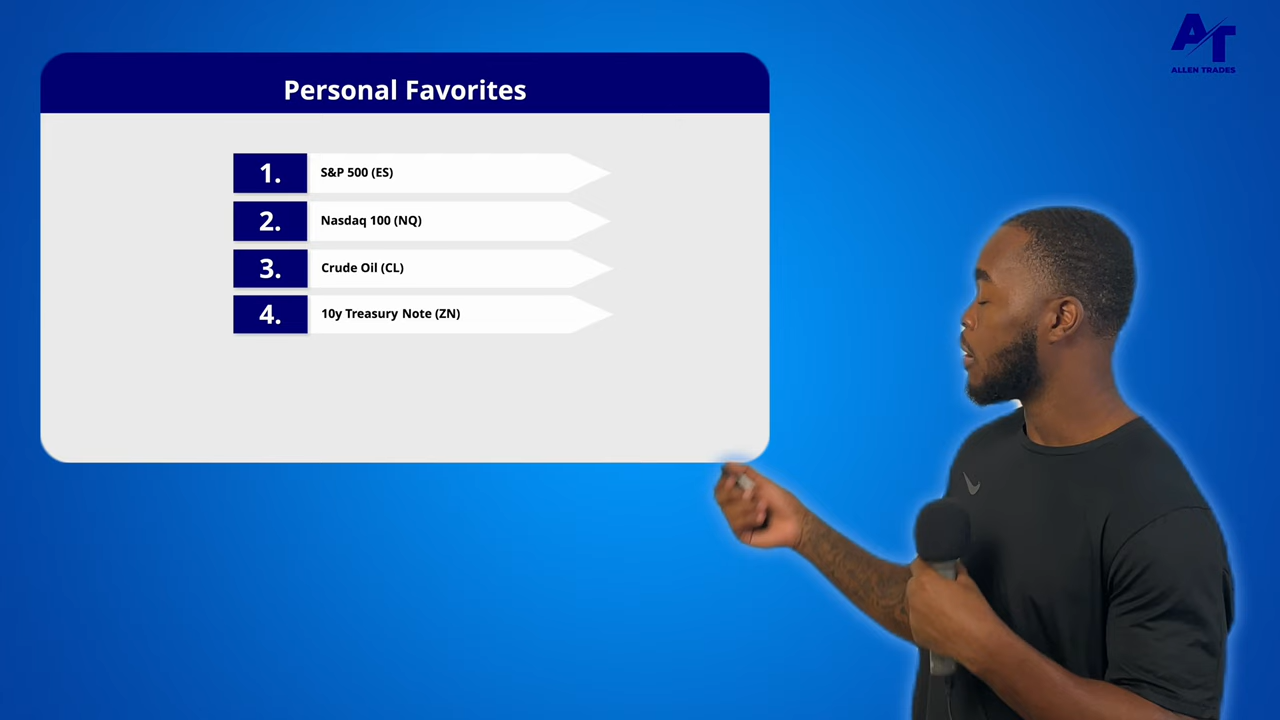 Personal Favorites
1. S&P 500 (ES)
2. Nasdaq 100 (NQ)
3. Crude Oil (CL)
4. 10y Treasury Note (ZN)
AT
ALLEN TRADES